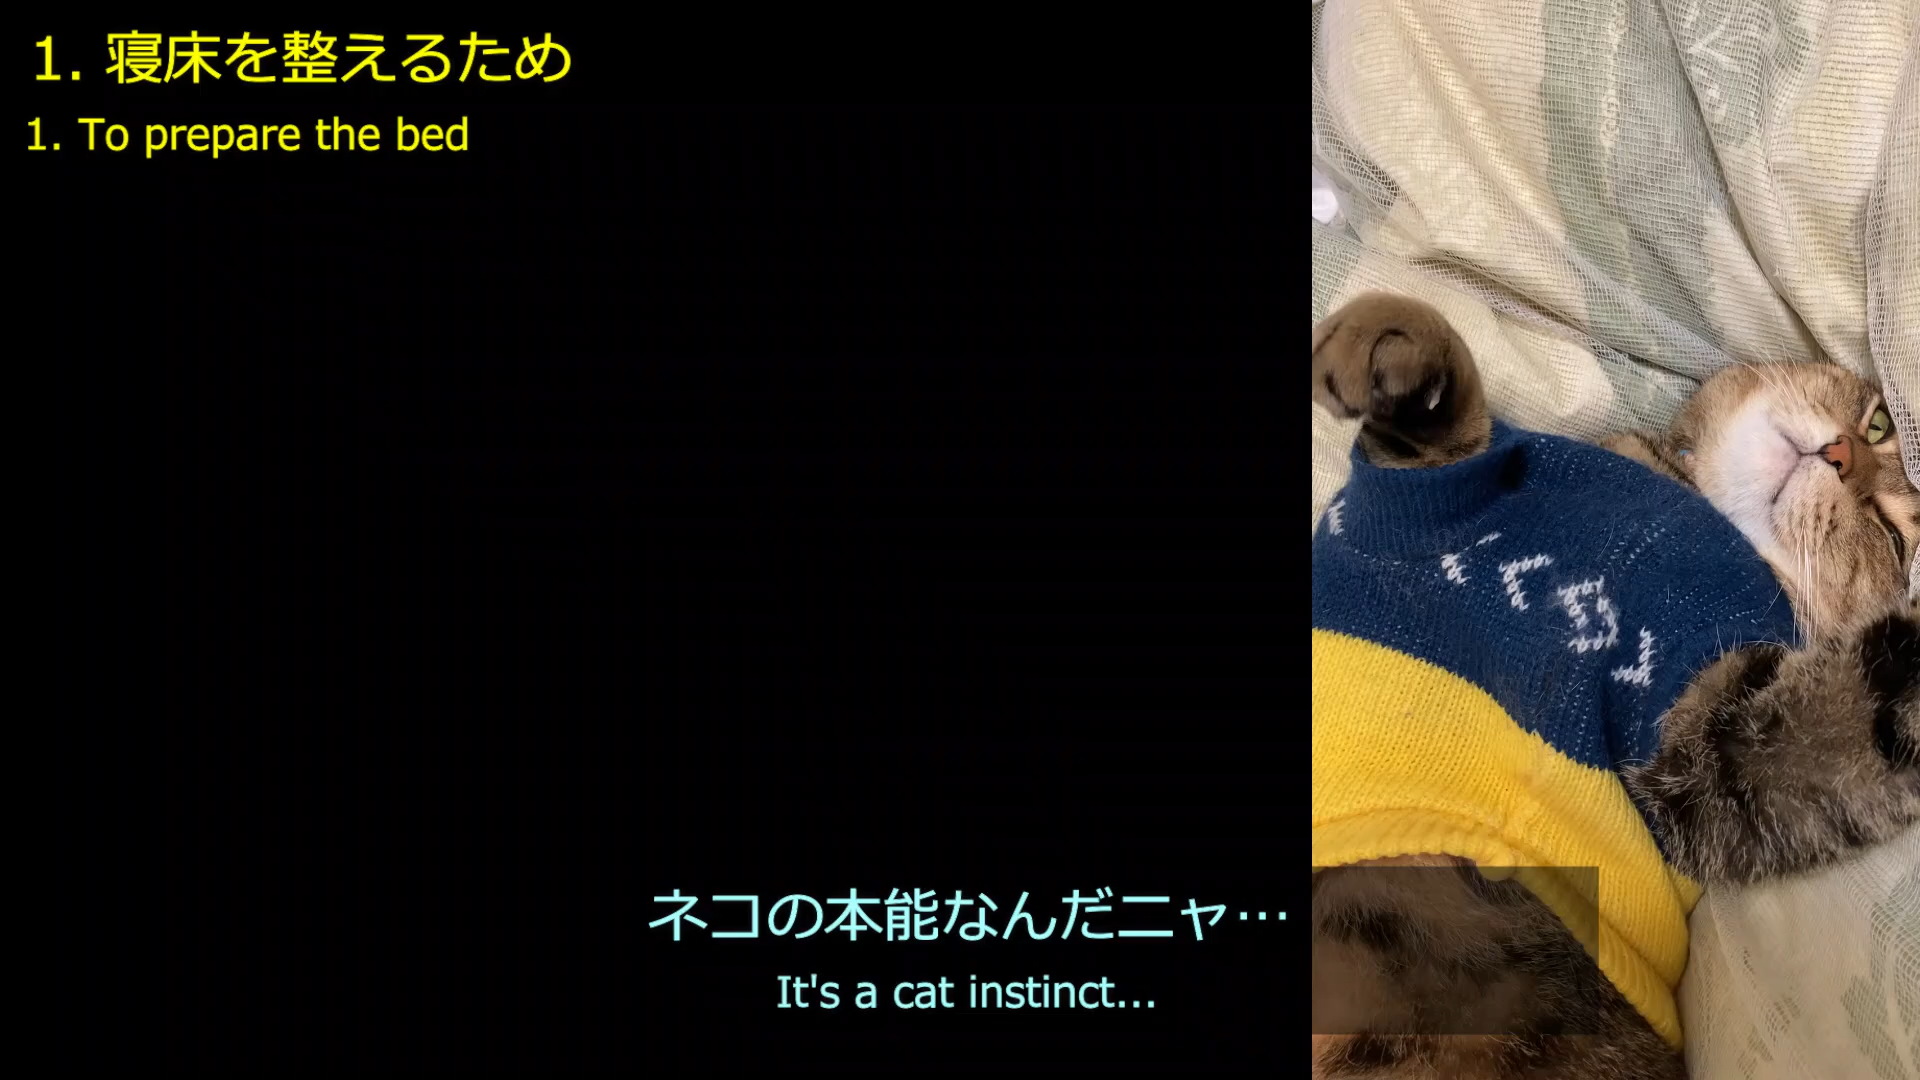 1. 寝床を整えるため
1. To prepare the bed
ネコの本能なんだニャ…
It's a cat instinct...